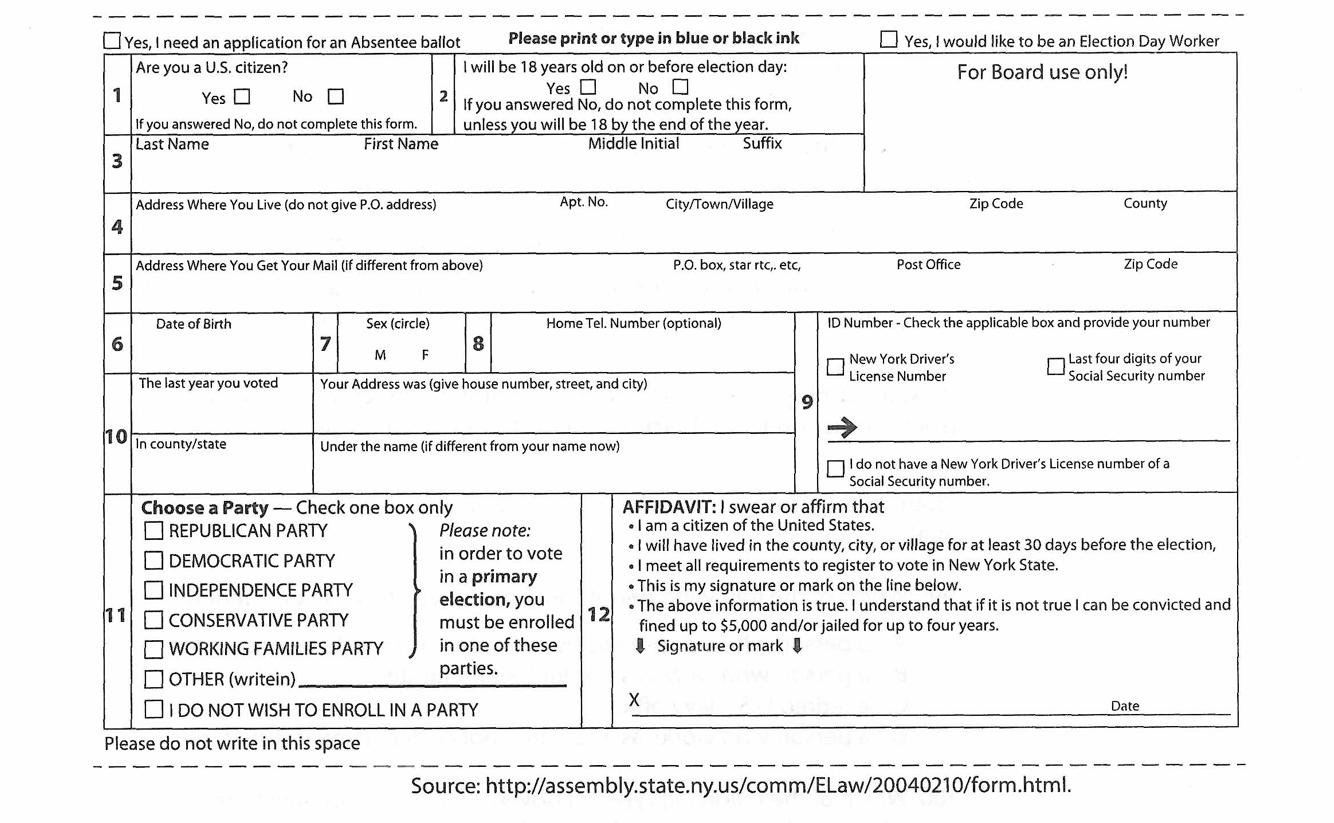 Yes, I need an application for an Absentee ballot Please print or type in blue or black ink Yes, I would like to be an Election Day Worker
1 Are you a U.S. citizen?
Yes No
If you answered No, do not complete this form.
2 I will be 18 years old on or before election day:
Yes No
If you answered No, do not complete this form,
unless you will be 18 by the end of the year.
For Board use only!
3 Last Name First Name Middle Initial Suffix
4 Address Where You Live (do not give P.O. address) Apt. No. City/Town/Village Zip Code County
5 Address Where You Get Your Mail (if different from above) P.O. box, star rtc,. etc, Post Office Zip Code
6 Date of Birth
7 Sex (circle)
M F
8 Home Tel. Number (optional)
9 ID Number - Check the applicable box and provide your number
New York Driver's
License Number
Last four digits of your
Social Security number
I do not have a New York Driver's License number of a
Social Security number.
10 The last year you voted Your Address was (give house number, street, and city)
In county/state Under the name (if different from your name now)
11 Choose a Party — Check one box only
REPUBLICAN PARTY
DEMOCRATIC PARTY
INDEPENDENCE PARTY
CONSERVATIVE PARTY
WORKING FAMILIES PARTY
OTHER (writein)
I DO NOT WISH TO ENROLL IN A PARTY
Please note:
in order to vote
in a primary
election, you
must be enrolled
in one of these
parties.
12 AFFIDAVIT: I swear or affirm that
• I am a citizen of the United States.
• I will have lived in the county, city, or village for at least 30 days before the election,
• I meet all requirements to register to vote in New York State.
• This is my signature or mark on the line below.
• The above information is true. I understand that if it is not true I can be convicted and
fined up to $5,000 and/or jailed for up to four years.
Signature or mark
X Date
Please do not write in this space
Source: http://assembly.state.ny.us/comm/ELaw/20040210/form.html.